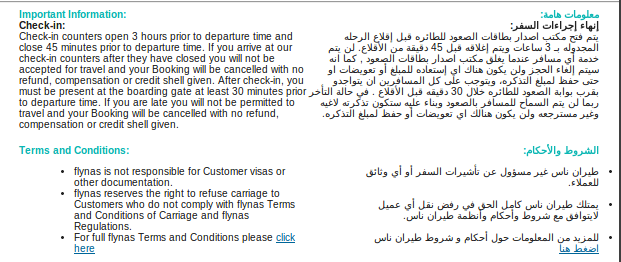 Important Information:
Check-in:
Check-in counters open 3 hours prior to departure time and
close 45 minutes prior to departure time. If you arrive at our
check-in counters after they have closed you will not be
accepted for travel and your Booking will be cancelled with no
refund, compensation or credit shell given. After check-in, you
must be present at the boarding gate at least 30 minutes prior
to departure time. If you are late you will not be permitted to
travel and your Booking will be cancelled with no refund,
compensation or credit shell given.
معلومات هامة:
إنهاء إجراءات السفر:
يتم فتح مكتب اصدار بطاقات الصعود للطائره قبل إقلاع الرحله
المجدوله بـ 3 ساعات ويتم إغلاقه قبل 45 دقيقة من الأقلاع. لن يتم
خدمة أي مسافر عندما يغلق مكتب اصدار بطاقات الصعود , كما انه
سيتم إلغاء الحجز ولن يكون هناك اي إستعاده للمبلغ أو تعويضات او
حتى حفظ لمبلغ التذكره. ويتوجب على كل المسافرين ان يتواجدو
بقرب بوابة الصعود للطائره خلال 30 دقيقه قبل الأقلاع . في حالة التأخر
ربما لن يتم السماح للمسافر بالصعود وبناء عليه ستكون تذكرته لاغيه
وغير مسترجعه ولن يكون هنالك اي تعويضات أو حفظ لمبلغ التذكره.
Terms and Conditions:
• flynas is not responsible for Customer visas or
other documentation.
• flynas reserves the right to refuse carriage to
Customers who do not comply with flynas Terms
and Conditions of Carriage and flynas
Regulations.
• For full flynas Terms and Conditions please click
here
الشروط والأحكام:
• طيران ناس غير مسؤول عن تأشيرات السفر أو أي وثائق
للعملاء.
• يمتلك طيران ناس كامل الحق في رفض نقل أي عميل
لايتوافق مع شروط وأحكام وأنظمة طيران ناس.
• للمزيد من المعلومات حول أحكام و شروط طيران ناس
اضغط هنا